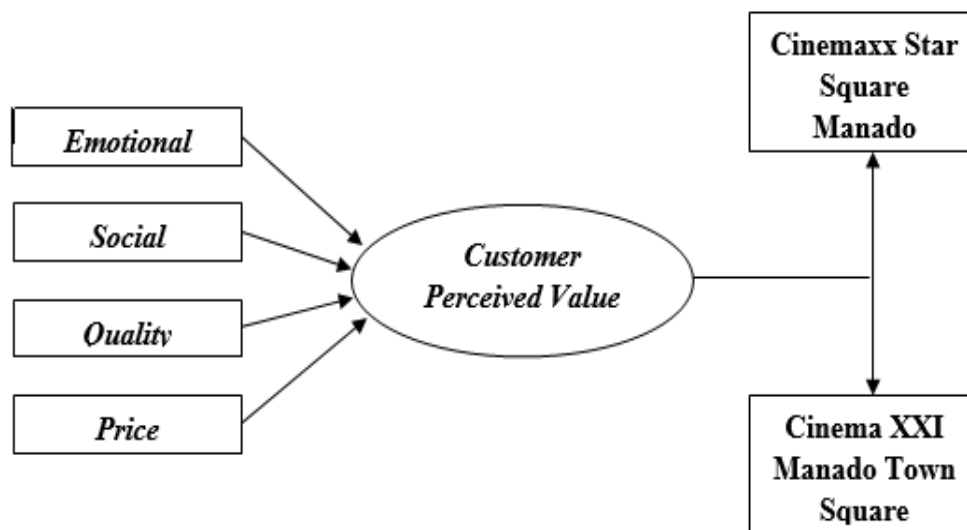 Emotional
Social
Quality
Price
Customer
Perceived Value
Cinemaxx Star
Square
Manado
Cinema XXI
Manado Town
Square